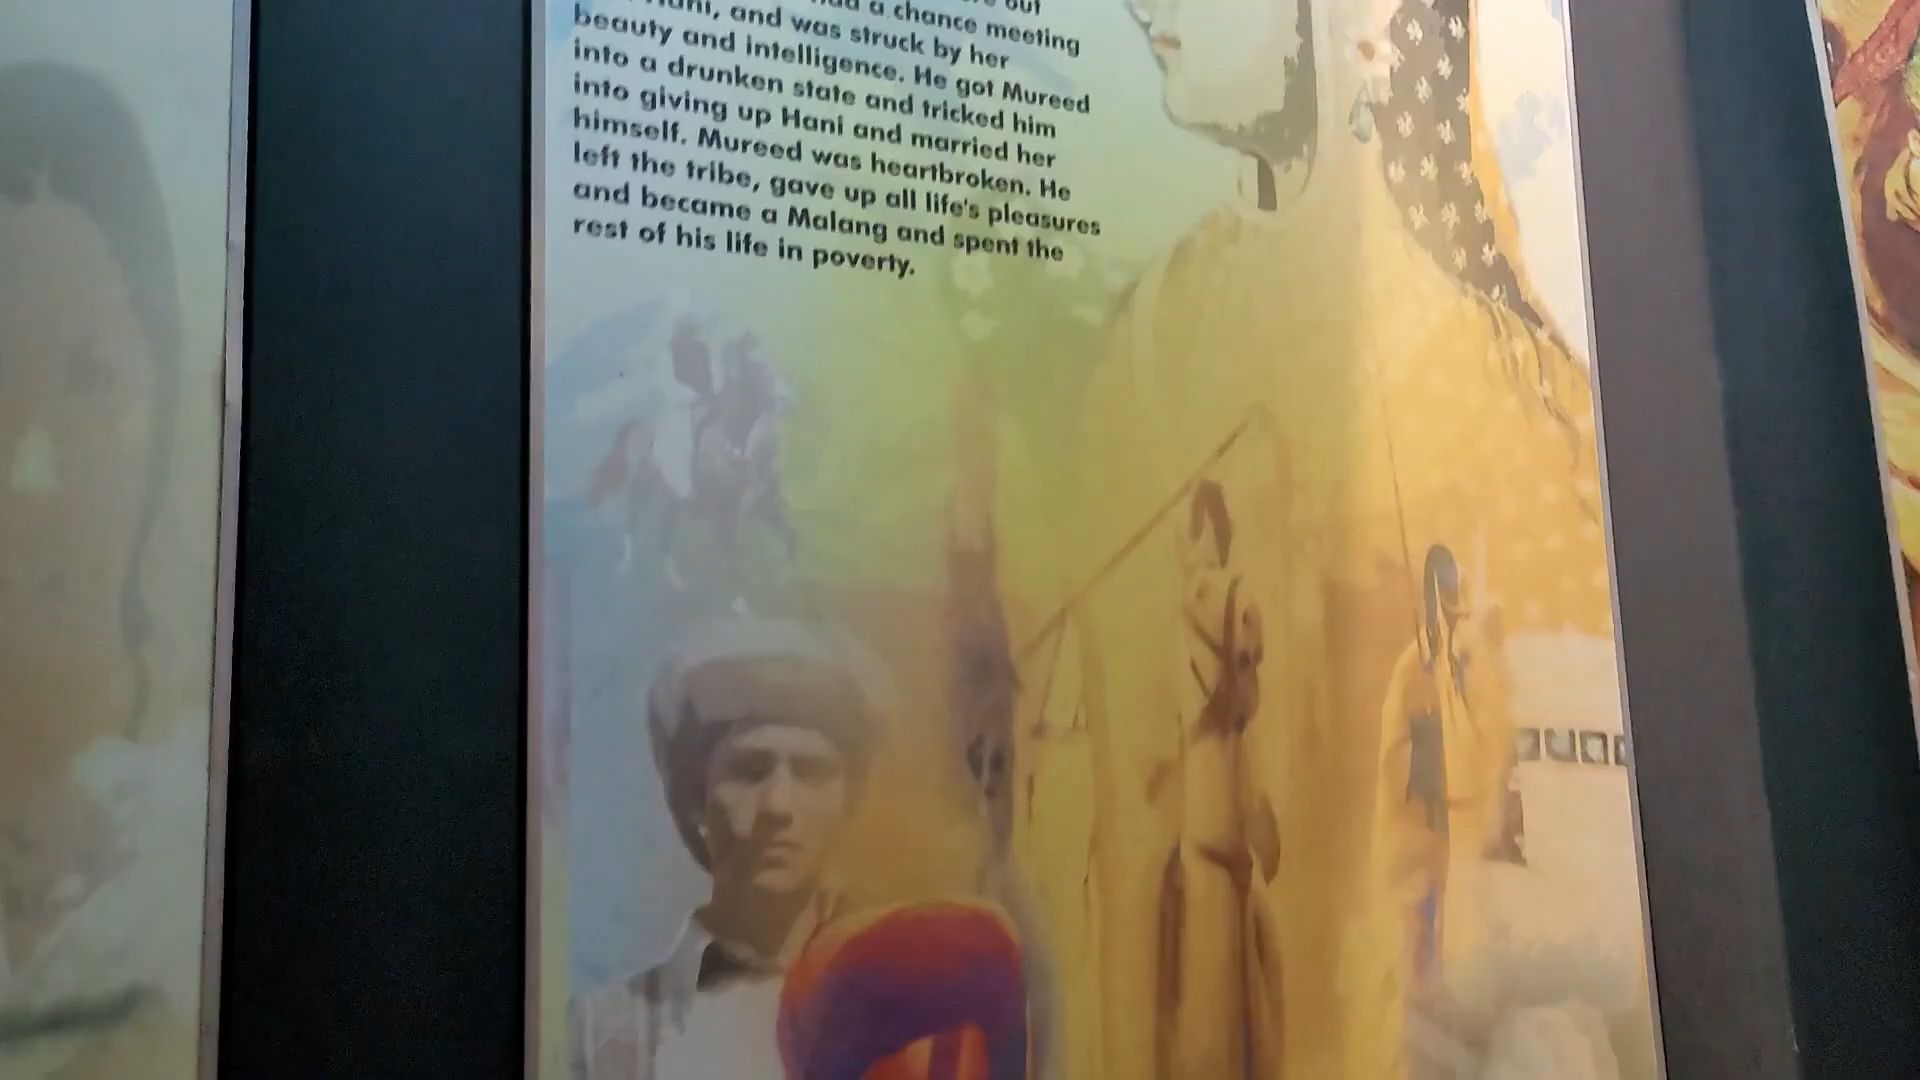 out
had a chance meeting
and was struck by her
beauty and intelligence. He got Mureed
into a drunken state and tricked him
into giving up Hani and married her
himself. Mureed was heartbroken. He
left the tribe, gave up all life's pleasures
and became a Malang and spent the
rest of his life in poverty.